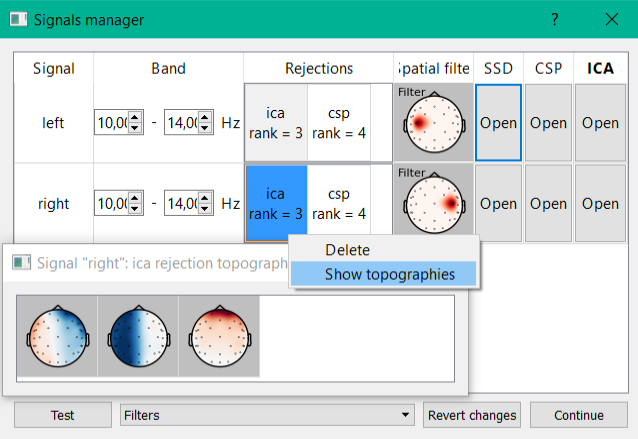 Signals manager
?
Signal Band Rejections Spatial filte SSD CSP ICA
left 10,00 - 14,00 Hz
ica
rank = 3
csp
rank = 4
Filter
Open Open Open
right 10,00 - 14,00 Hz
ica
rank = 3
csp
rank = 4
Filter
Open Open Open
Delete
Show topographies
Signal "right": ica rejection topograph
Test Filters Revert changes Continue